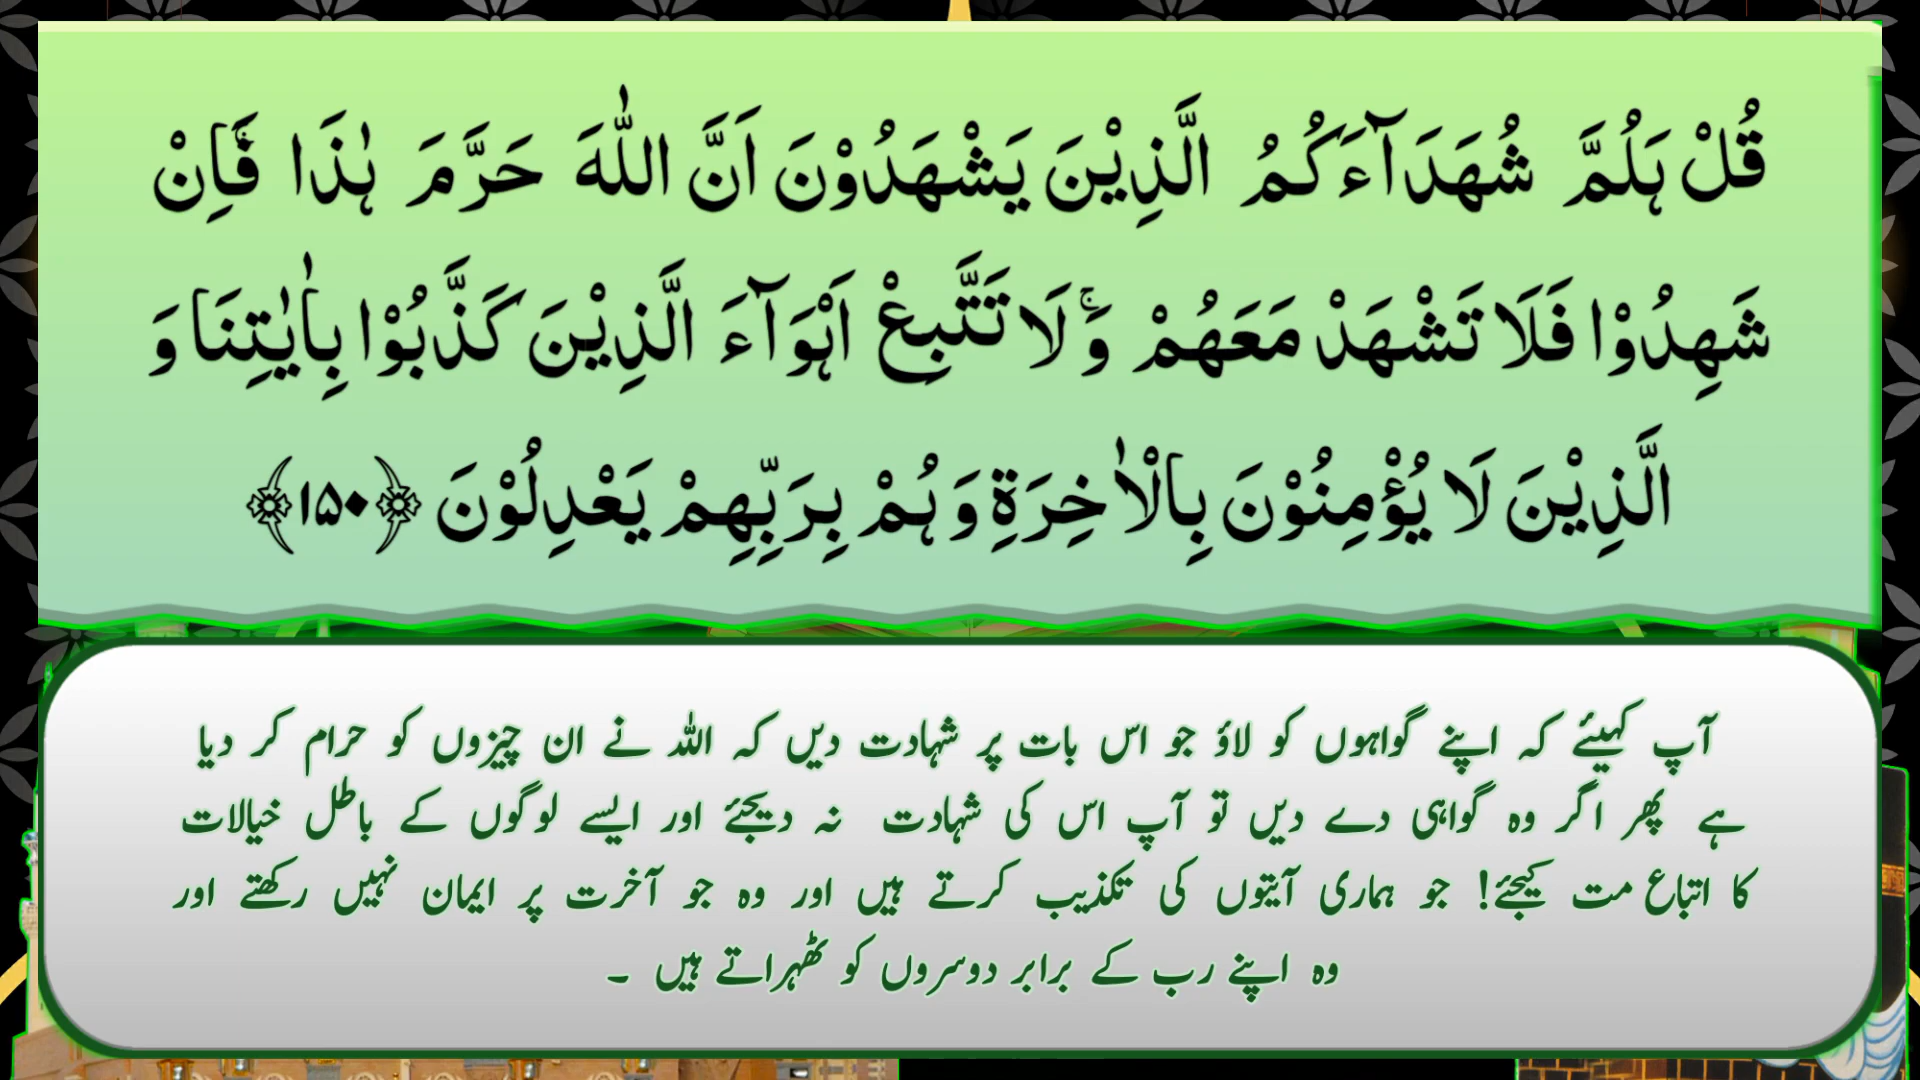 قُلْ ہَلُمَّ شُهَدَآءَكُمُ الَّذِیْنَ یَشْهَدُوْنَ اَنَّ اللّٰهَ حَرَّمَ ہٰذَا ۚ فَاِنْ
شَهِدُوْا فَلَا تَشْهَدْ مَعَهُمْ ۚ وَ لَا تَتَّبِعْ اَہْوَآءَ الَّذِیْنَ كَذَّبُوْا بِاٰیٰتِنَا وَ
الَّذِیْنَ لَا یُؤْمِنُوْنَ بِالْاٰخِرَةِ وَ ہُمْ بِرَبِّهِمْ یَعْدِلُوْنَ ﴿۱۵۰﴾
آپ کہیئے کہ اپنے گواہوں کو لاؤ جو اس بات پر شہادت دیں کہ اللہ نے ان چیزوں کو حرام کر دیا
ہے پھر اگر وہ گواہی دے دیں تو آپ اس کی شہادت نہ دیجئے اور ایسے لوگوں کے باطل خیالات
کا اتباع مت کیجئے! جو ہماری آیتوں کی تکذیب کرتے ہیں اور وہ جو آخرت پر ایمان نہیں رکھتے اور
وہ اپنے رب کے برابر دوسروں کو ٹھہراتے ہیں ۔